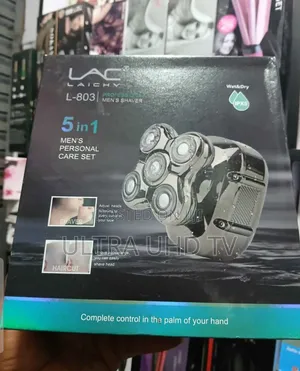 LAC
LAICHY
L-803
MEN'S SHAVER
Wet&Dry
5 in 1
MEN'S
PERSONAL
CARE SET
ULTRA UHD TV
HAIRCUT
Complete control in the palm of your hand